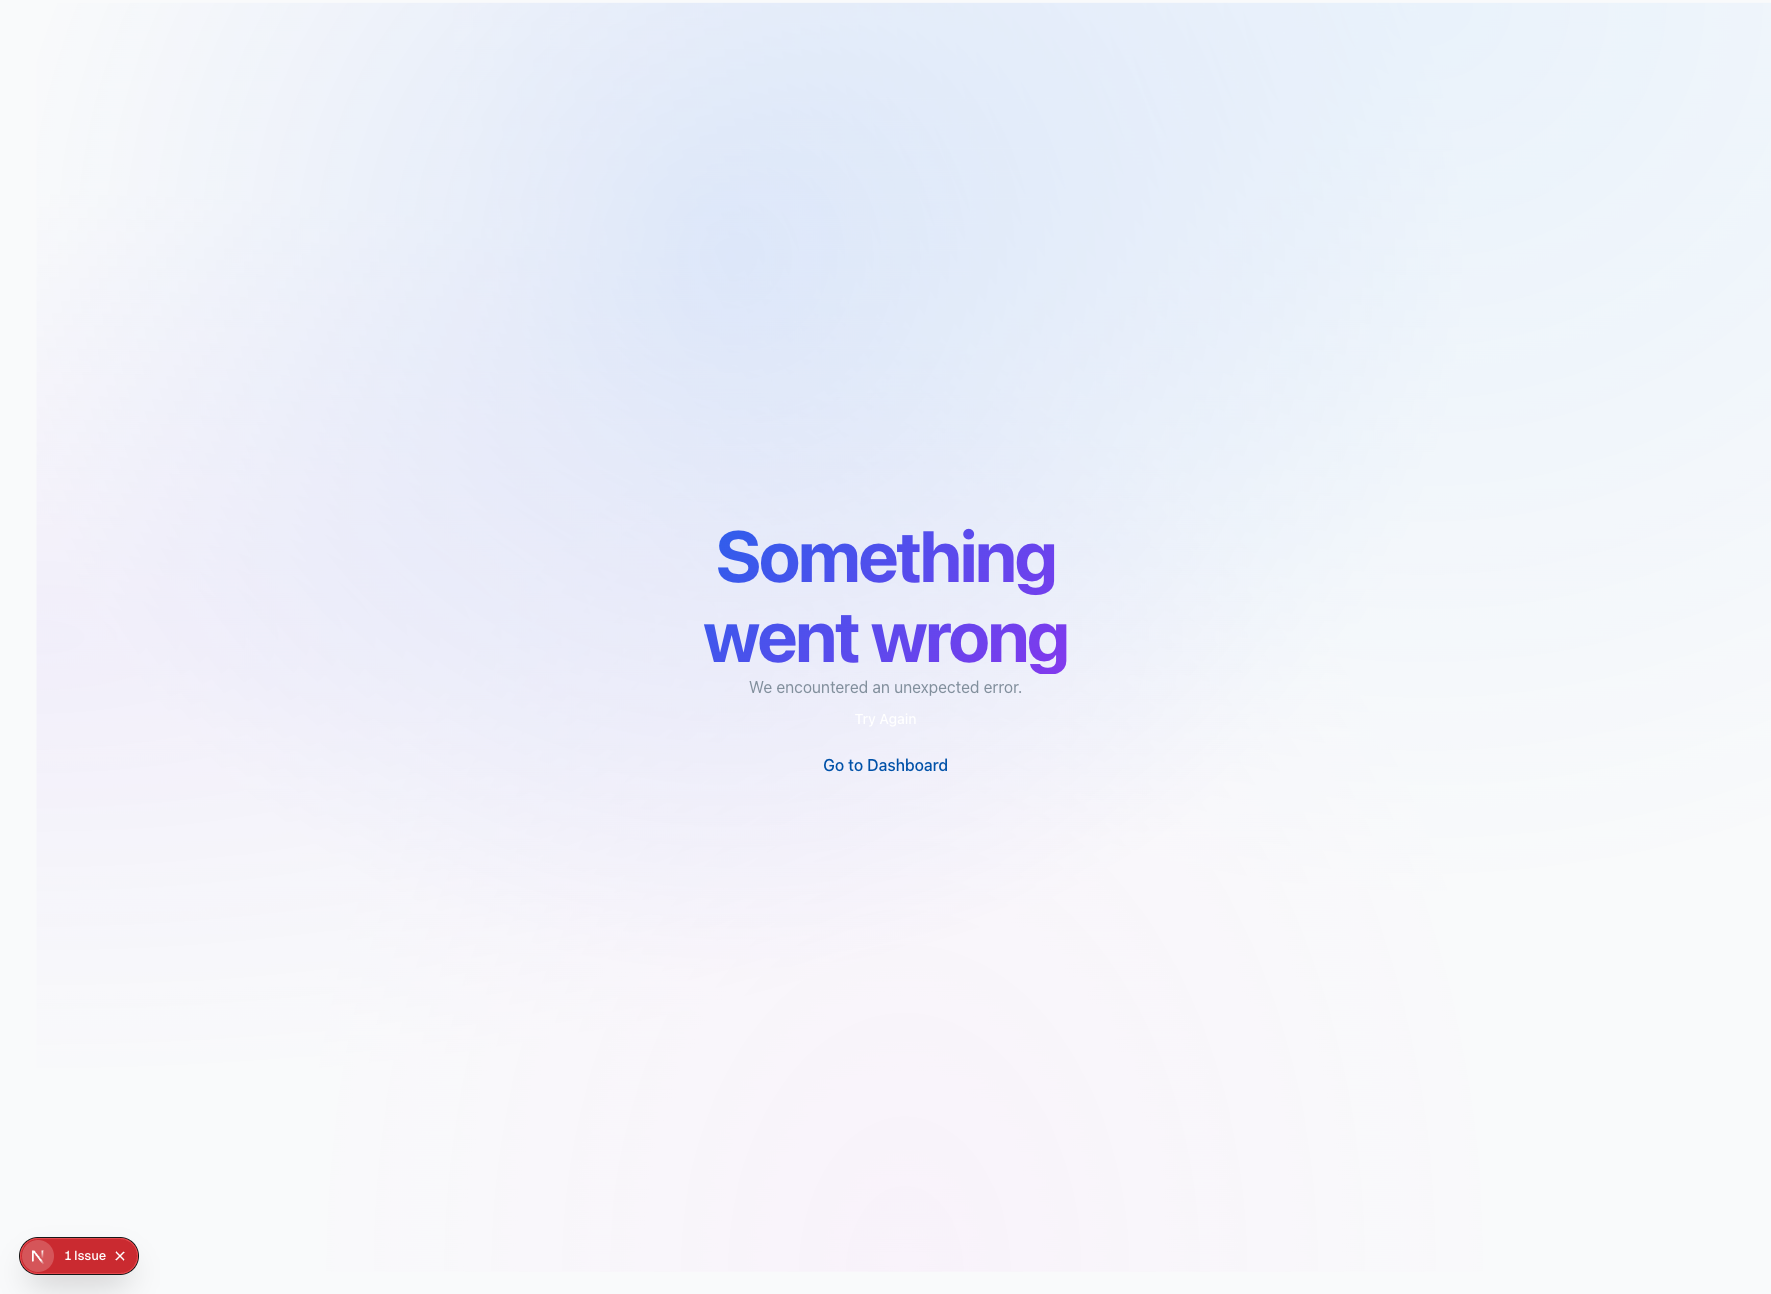 Something
went wrong
We encountered an unexpected error.
Try Again
Go to Dashboard
N 1 Issue